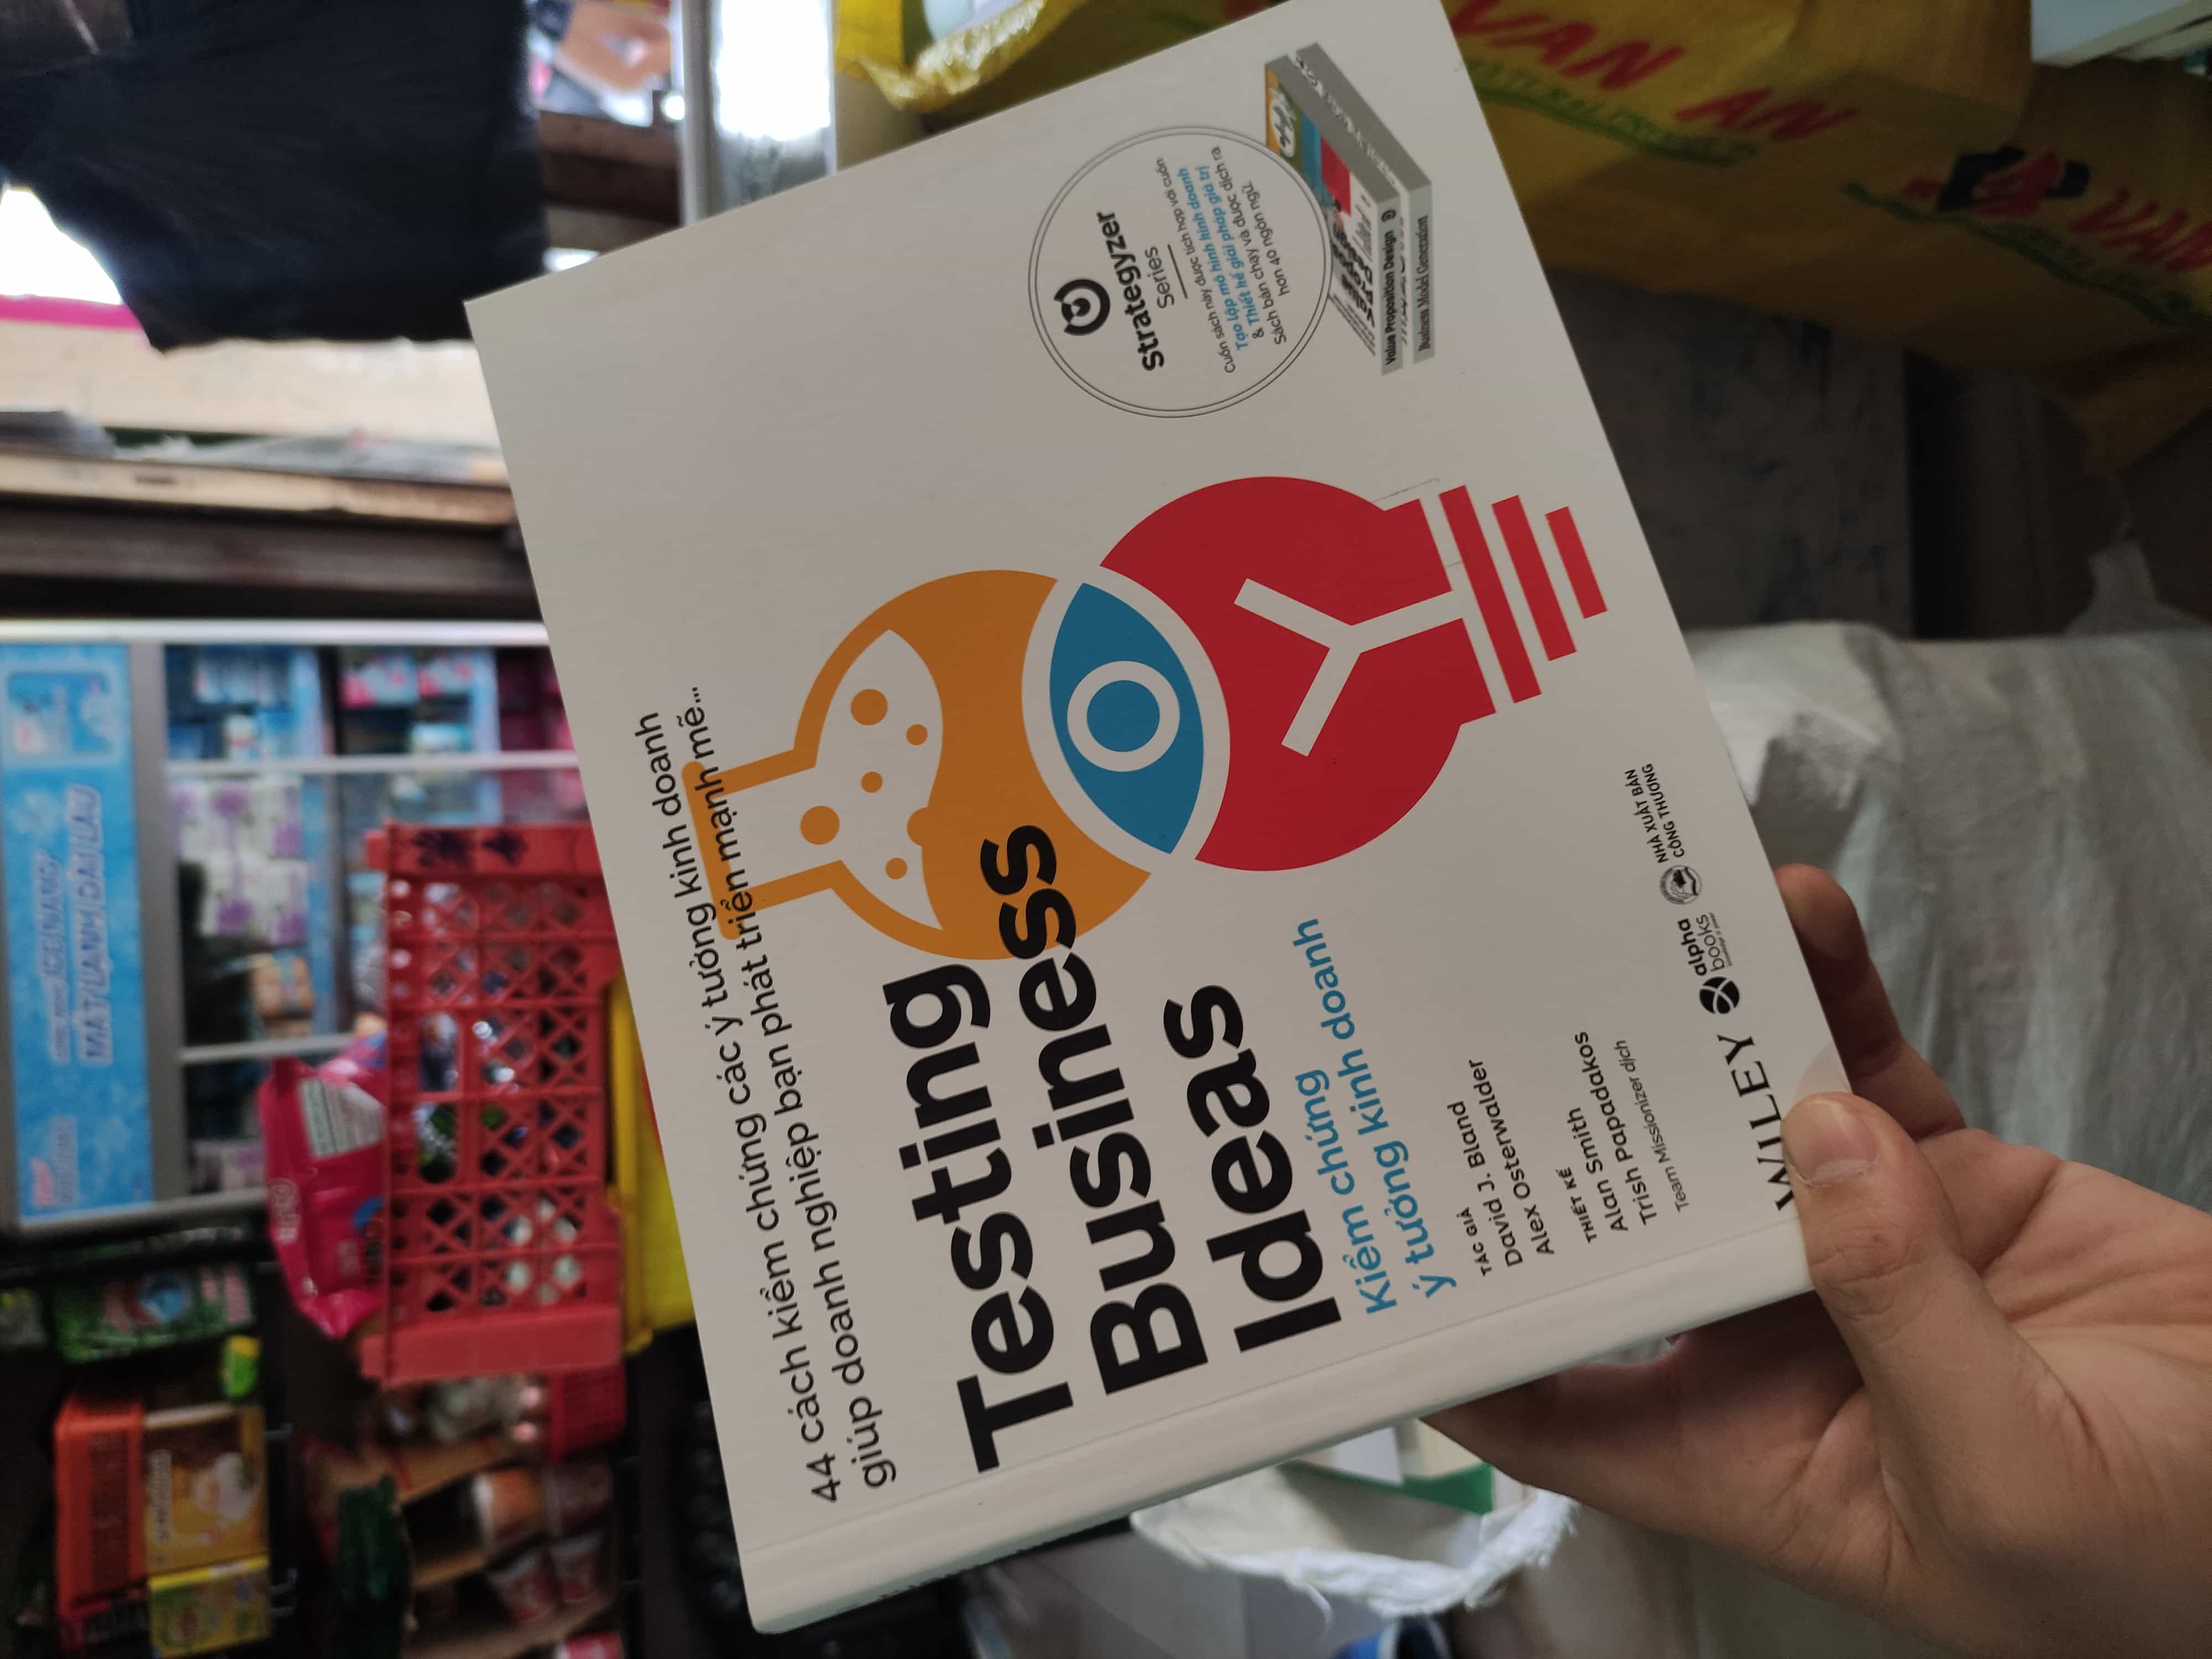 44 cách kiểm chứng các ý tưởng kinh doanh
giúp doanh nghiệp bạn phát triển mạnh mẽ...
Testing
Business
Ideas
Kiểm chứng
ý tưởng kinh doanh
TÁC GIẢ
David J. Bland
Alex Osterwalder
THIẾT KẾ
Alan Smith
Trish Papadakos
Team Missionizer dịch
WILEY
alpha
books
NHÀ XUẤT BẢN
CÔNG THƯƠNG
Strategyzer
Series
Cuốn sách này được tích hợp với cuốn
Tạo lập mô hình kinh doanh
& Thiết kế giải pháp giá trị
Sách bán chạy và được dịch ra
hơn 40 ngôn ngữ.
Value Proposition Design
Business Model Generation
MÁT LẠNH DÀI LÂU
VAN AN
VAN